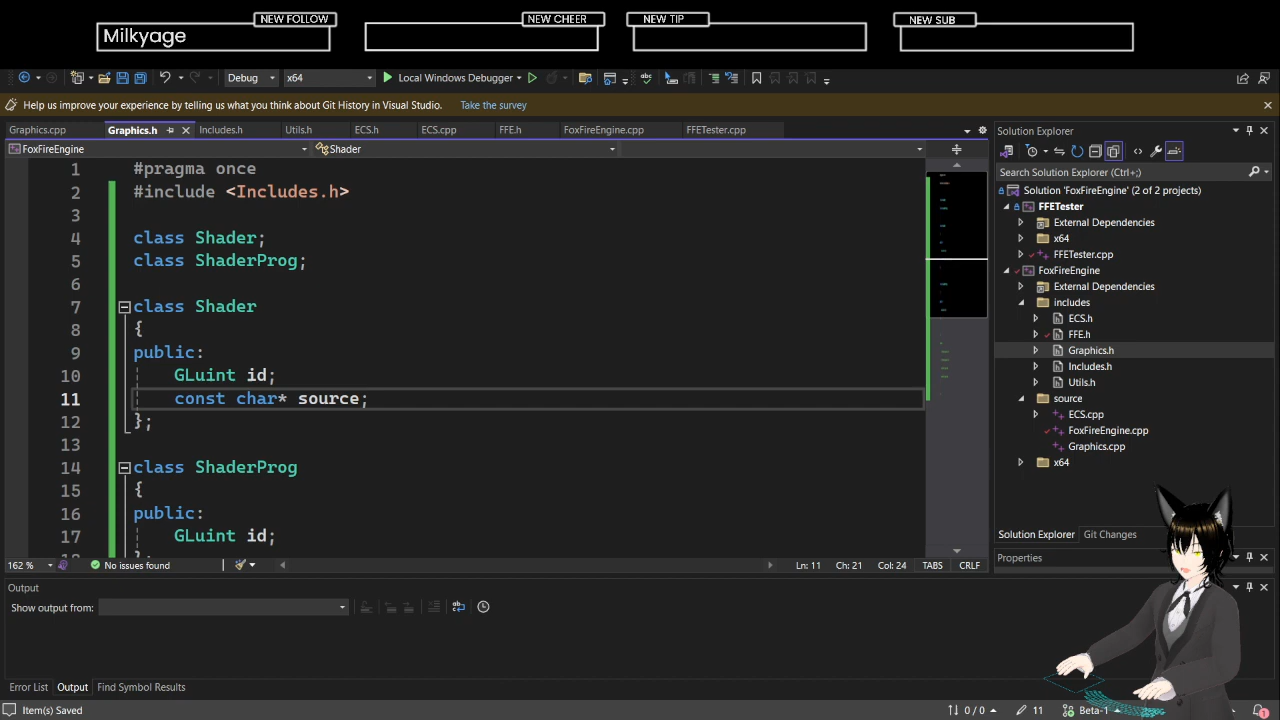 NEW FOLLOW
NEW CHEER
NEW TIP
NEW SUB
Milkyage
Debug
x64
Local Windows Debugger
Help us improve your experience by telling us what you think about Git History in Visual Studio. Take the survey
Graphics.cpp
Graphics.h
Includes.h
Utils.h
ECS.h
ECS.cpp
FFE.h
FoxFireEngine.cpp
FFETester.cpp
FoxFireEngine
Shader
1 #pragma once
2 #include <Includes.h>
3
4 class Shader;
5 class ShaderProg;
6
7 class Shader
8 {
9 public:
10 GLuint id;
11 const char* source;
12 };
13
14 class ShaderProg
15 {
16 public:
17 GLuint id;
162 %
No issues found
Ln: 11 Ch: 21 Col: 24 TABS CRLF
Solution Explorer
Search Solution Explorer (Ctrl+;)
Solution 'FoxFireEngine' (2 of 2 projects)
FFETester
External Dependencies
x64
FFETester.cpp
FoxFireEngine
External Dependencies
includes
ECS.h
FFE.h
Graphics.h
Includes.h
Utils.h
source
ECS.cpp
FoxFireEngine.cpp
Graphics.cpp
x64
Solution Explorer Git Changes
Properties
Output
Show output from:
Error List Output Find Symbol Results
Item(s) Saved
0 / 0
11
Beta-1